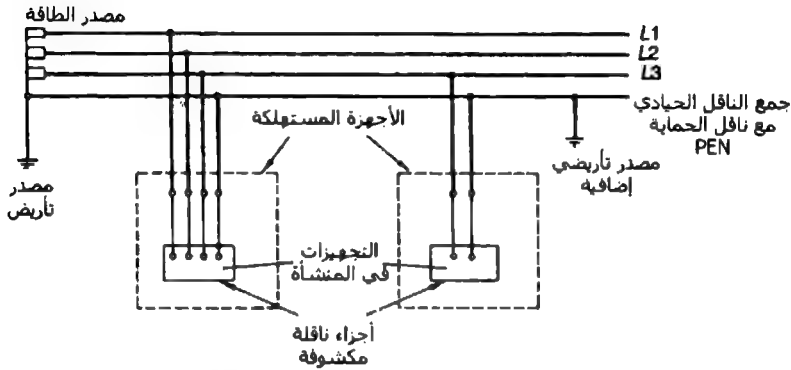 مصدر الطاقة
L1
L2
L3
جمع الناقل الحيادي
مع ناقل الحماية
PEN
الأجهزة المستهلكة
مصدر تأريضي
إضافية
مصدر
تأريض
التجهيزات
في المنشأة
أجزاء ناقلة
مكشوفة